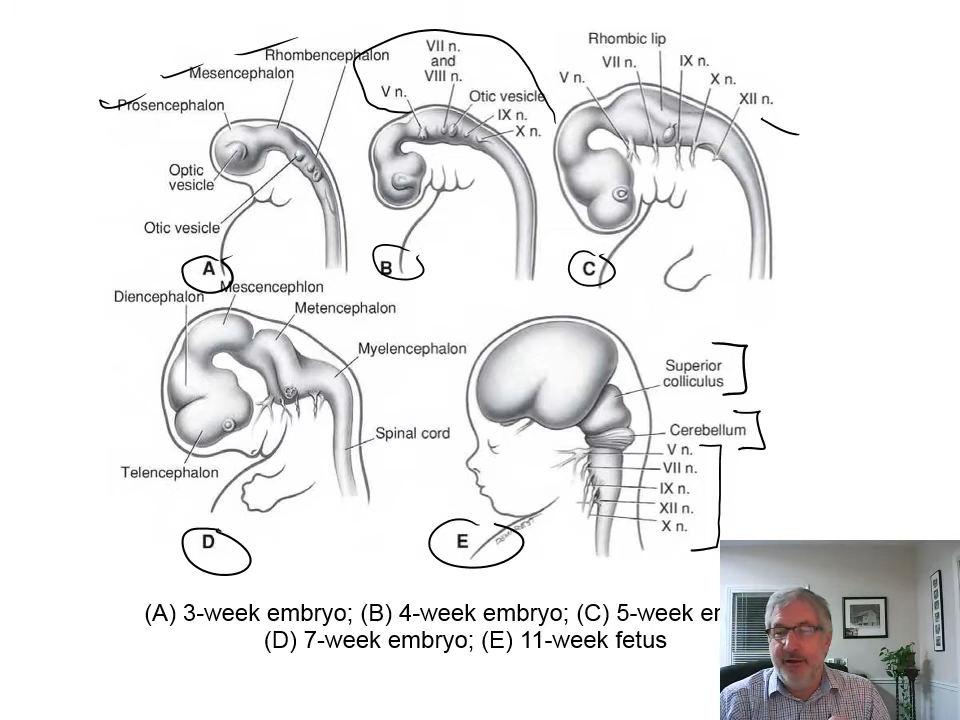 Rhombencephalon
Mesencephalon
Prosencephalon
Optic
vesicle
Otic vesicle
A
VII n.
and
VIII n.
V n.
Otic vesicle
IX n.
X n.
B
Rhombic lip
VII n.
IX n.
V n.
X n.
XII n.
C
Mescencephlon
Diencephalon
Metencephalon
Myelencephalon
Spinal cord
Telencephalon
D
Superior
colliculus
Cerebellum
V n.
VII n.
IX n.
XII n.
X n.
E
(A) 3-week embryo; (B) 4-week embryo; (C) 5-week
(D) 7-week embryo; (E) 11-week fetus